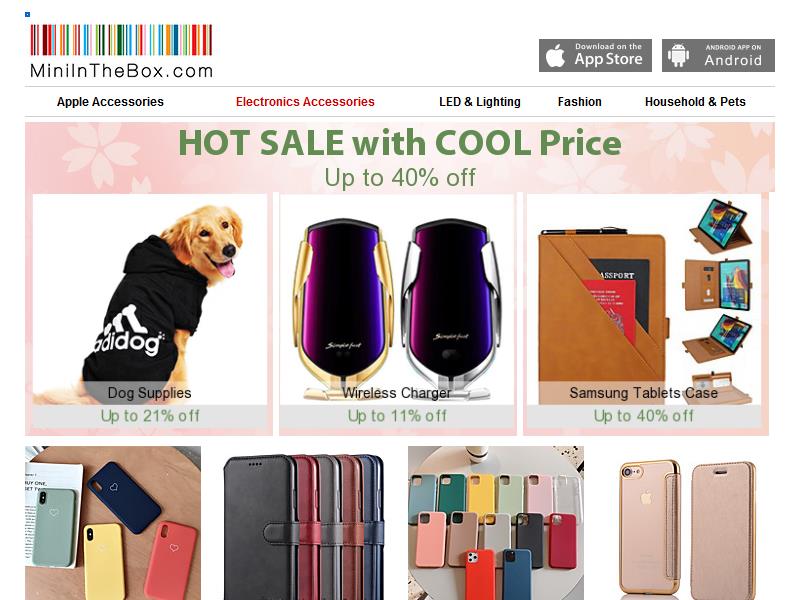 MiniInTheBox.com
Download on the
App Store
ANDROID APP ON
Android
Apple Accessories
Electronics Accessories
LED & Lighting
Fashion
Household & Pets
HOT SALE with COOL Price
Up to 40% off
adidog
PASSPORT
Dog Supplies
Wireless Charger
Samsung Tablets Case
Up to 21% off
Up to 11% off
Up to 40% off